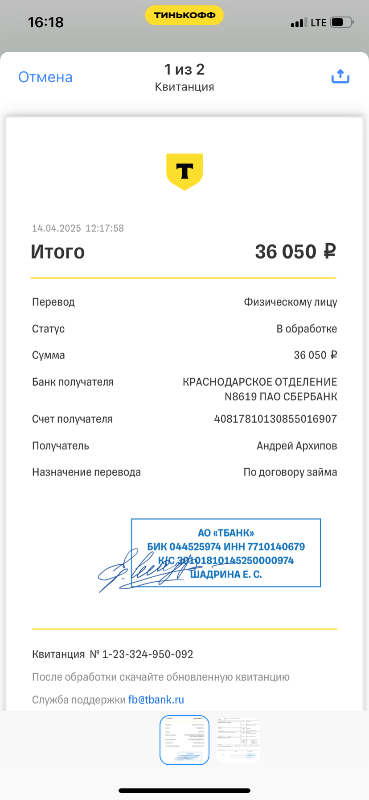 16:18
ТИНЬКОФФ
LTE
Отмена
1 из 2
Квитанция
Т
14.04.2025 12:17:58
Итого 36 050 ₽
Перевод Физическому лицу
Статус В обработке
Сумма 36 050 ₽
Банк получателя КРАСНОДАРСКОЕ ОТДЕЛЕНИЕ
N8619 ПАО СБЕРБАНК
Счет получателя 40817810130855016907
Получатель Андрей Архипов
Назначение перевода По договору займа
АО «ТБАНК»
БИК 044525974 ИНН 7710140679
К/С 30101810145250000974
ШАДРИНА Е. С.
Квитанция № 1-23-324-950-092
После обработки скачайте обновленную квитанцию
Служба поддержки fb@tbank.ru